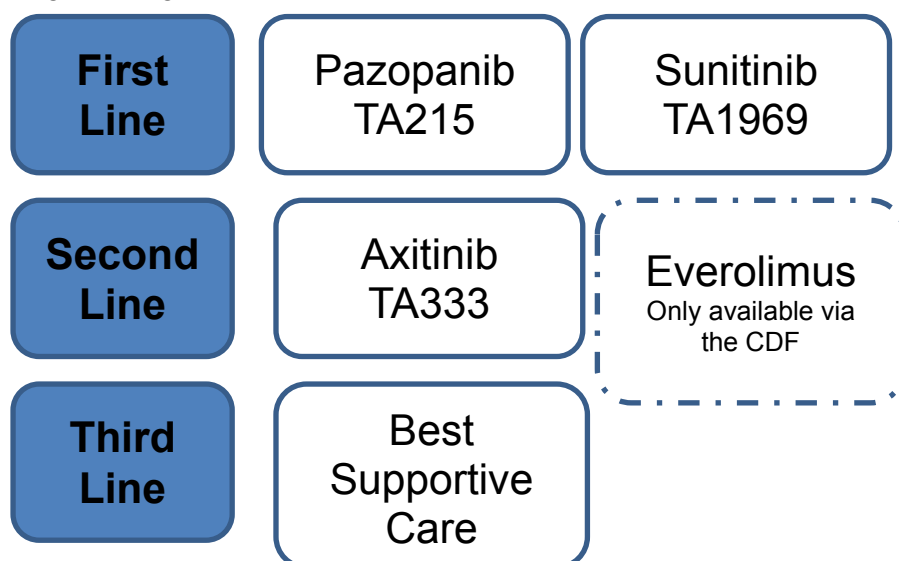 First
Line
Pazopanib
TA215
Sunitinib
TA1969
Second
Line
Axitinib
TA333
Everolimus
Only available via
the CDF
Third
Line
Best
Supportive
Care